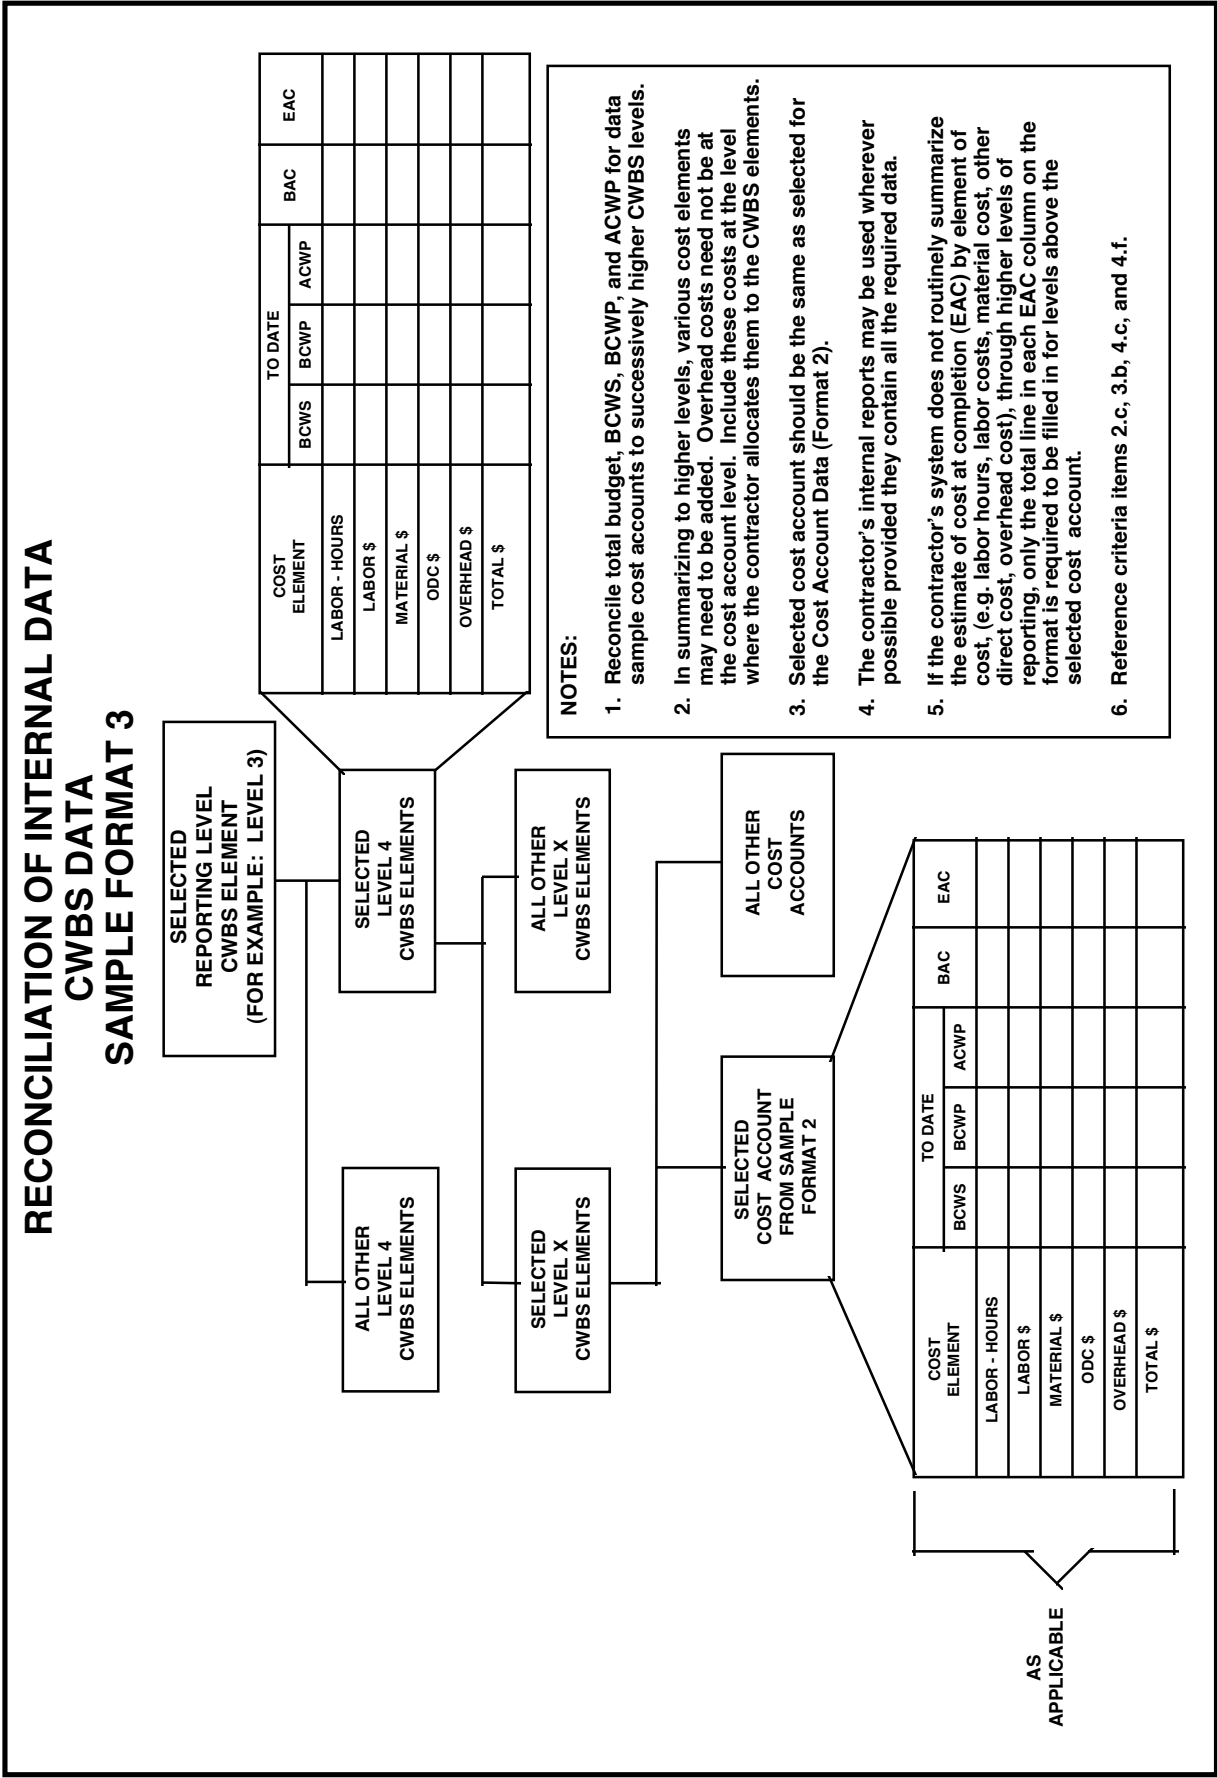 RECONCILIATION OF INTERNAL DATA
CWBS DATA
SAMPLE FORMAT 3
SELECTED
REPORTING LEVEL
CWBS ELEMENT
(FOR EXAMPLE: LEVEL 3)
ALL OTHER
LEVEL 4
CWBS ELEMENTS
SELECTED
LEVEL 4
CWBS ELEMENTS
COST
ELEMENT
TO DATE
BCWS
BCWP
ACWP
BAC
EAC
LABOR - HOURS
LABOR $
MATERIAL $
ODC $
OVERHEAD $
TOTAL $
SELECTED
LEVEL X
CWBS ELEMENTS
ALL OTHER
LEVEL X
CWBS ELEMENTS
SELECTED
COST ACCOUNT
FROM SAMPLE
FORMAT 2
ALL OTHER
COST
ACCOUNTS
NOTES:
1. Reconcile total budget, BCWS, BCWP, and ACWP for data
sample cost accounts to successively higher CWBS levels.
2. In summarizing to higher levels, various cost elements
may need to be added. Overhead costs need not be at
the cost account level. Include these costs at the level
where the contractor allocates them to the CWBS elements.
3. Selected cost account should be the same as selected for
the Cost Account Data (Format 2).
4. The contractor's internal reports may be used wherever
possible provided they contain all the required data.
5. If the contractor's system does not routinely summarize
the estimate of cost at completion (EAC) by element of
cost, (e.g. labor hours, labor costs, material cost, other
direct cost, overhead cost), through higher levels of
reporting, only the total line in each EAC column on the
format is required to be filled in for levels above the
selected cost account.
6. Reference criteria items 2.c, 3.b, 4.c, and 4.f.
AS
APPLICABLE
COST
ELEMENT
TO DATE
BCWS
BCWP
ACWP
BAC
EAC
LABOR - HOURS
LABOR $
MATERIAL $
ODC $
OVERHEAD $
TOTAL $